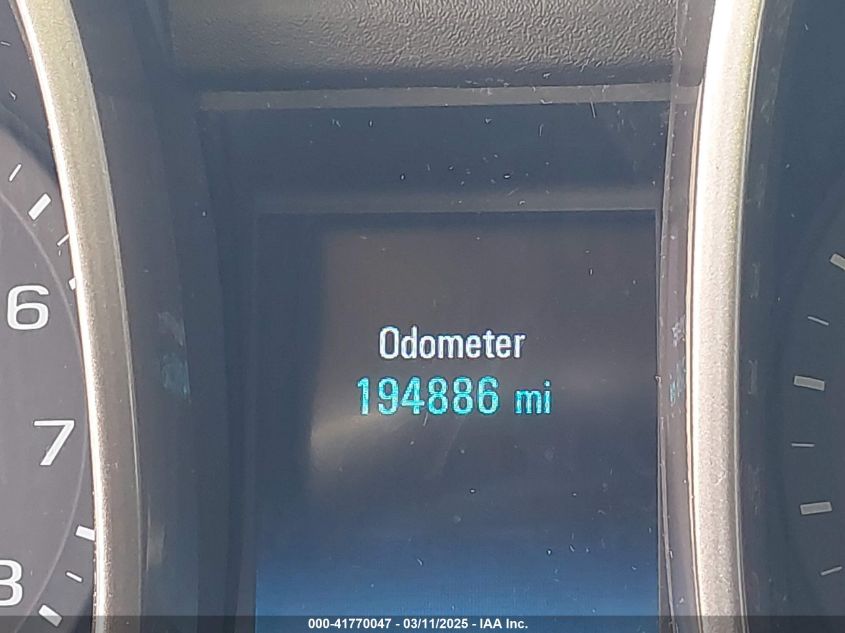 Odometer
194886 mi
6
7
8
000-41770047 - 03/11/2025 - IAA Inc.